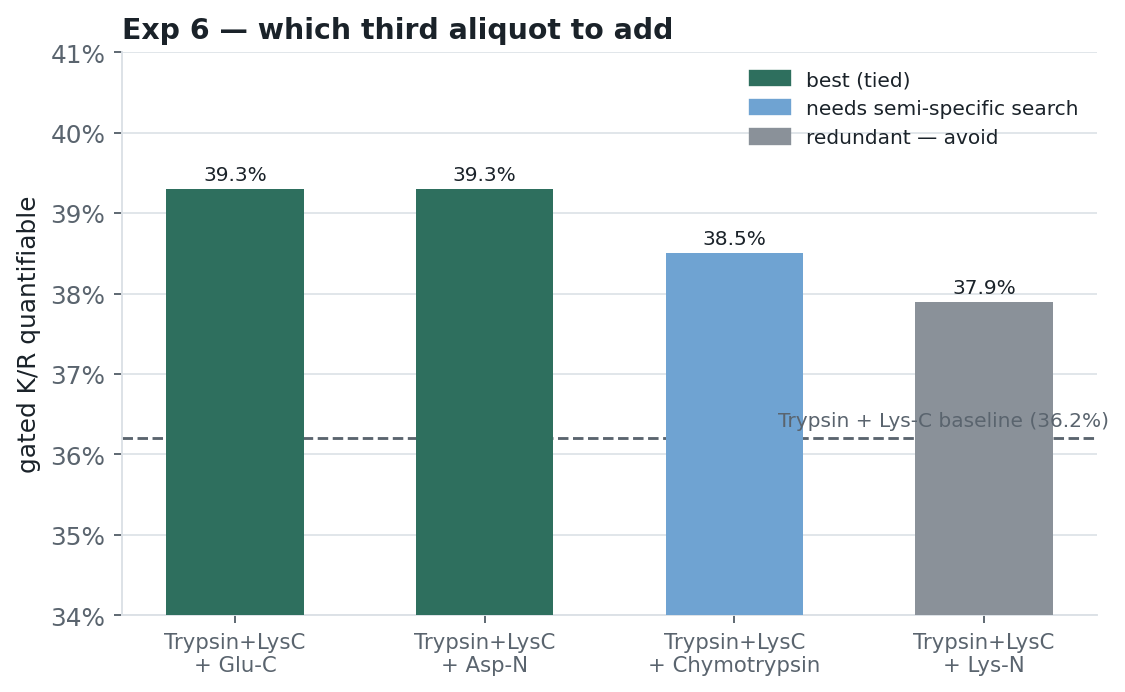 Exp 6 — which third aliquot to add
41%
40%
39%
38%
37%
36%
35%
34%
gated K/R quantifiable
best (tied)
needs semi-specific search
redundant — avoid
39.3%
39.3%
38.5%
37.9%
Trypsin + Lys-C baseline (36.2%)
Trypsin+LysC
+ Glu-C
Trypsin+LysC
+ Asp-N
Trypsin+LysC
+ Chymotrypsin
Trypsin+LysC
+ Lys-N